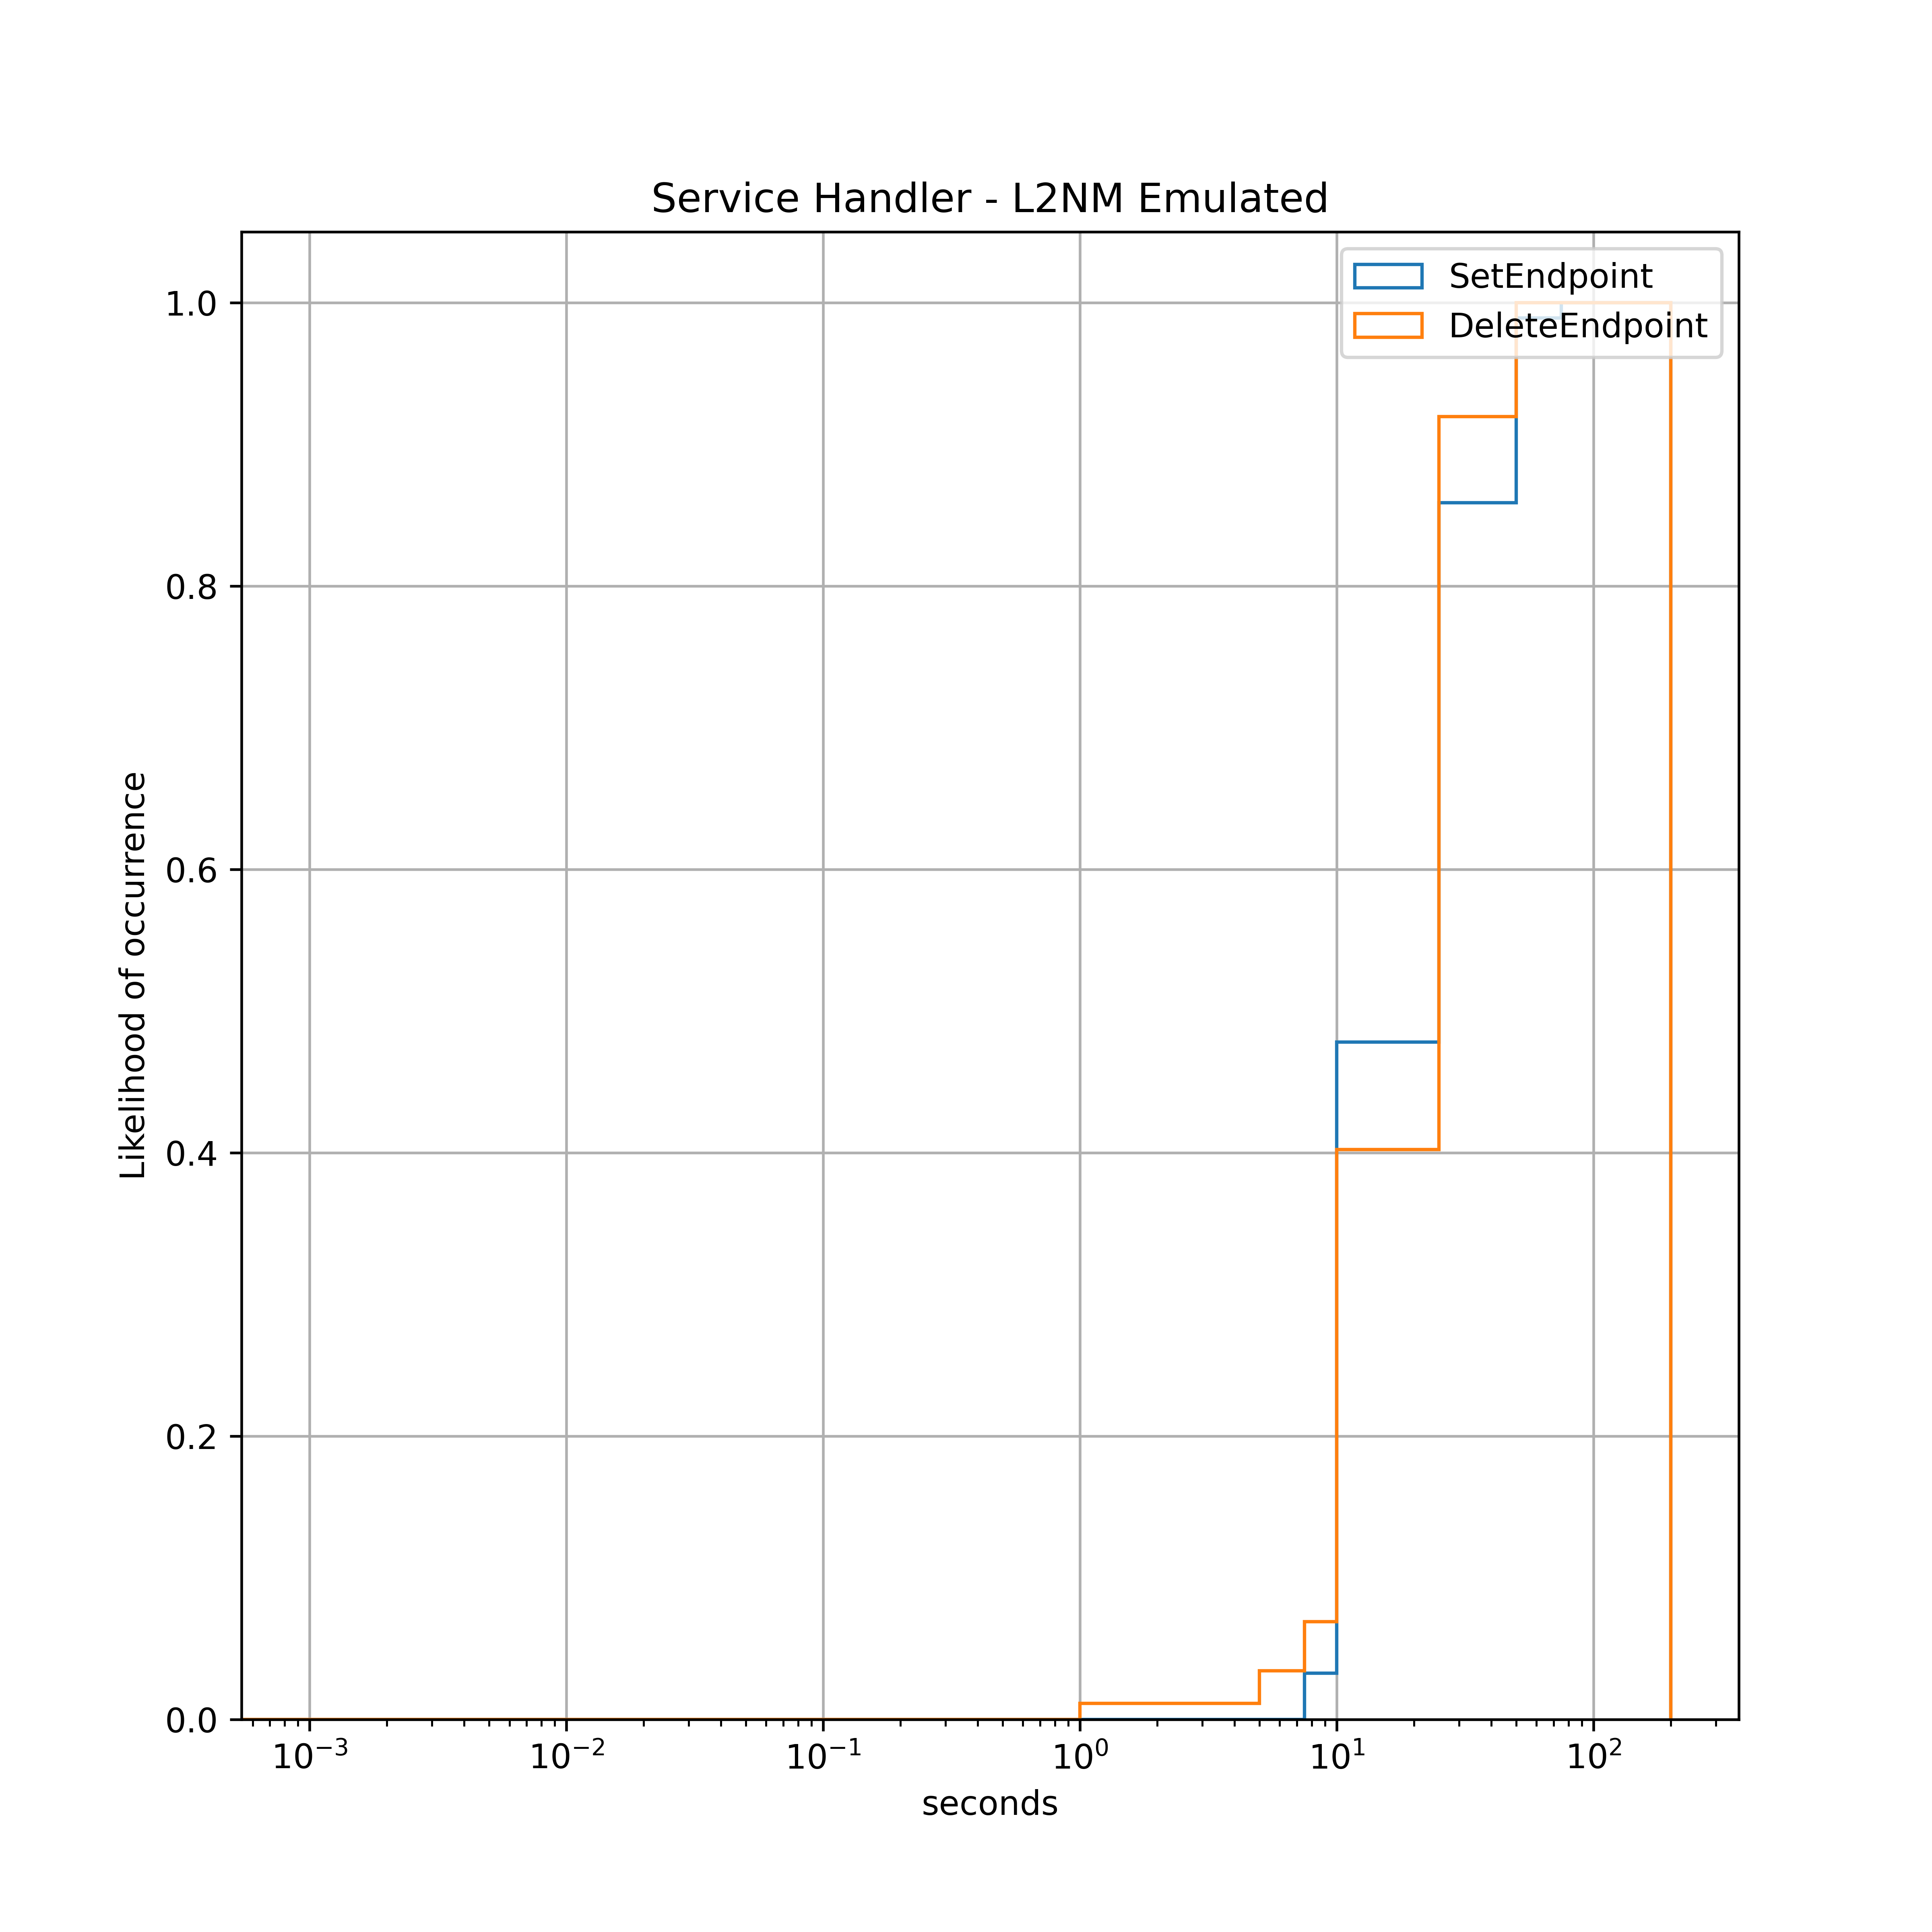 Service Handler - L2NM Emulated
SetEndpoint
DeleteEndpoint
1.0
0.8
0.6
0.4
0.2
0.0
Likelihood of occurrence
10⁻³ 10⁻² 10⁻¹ 10⁰ 10¹ 10²
seconds